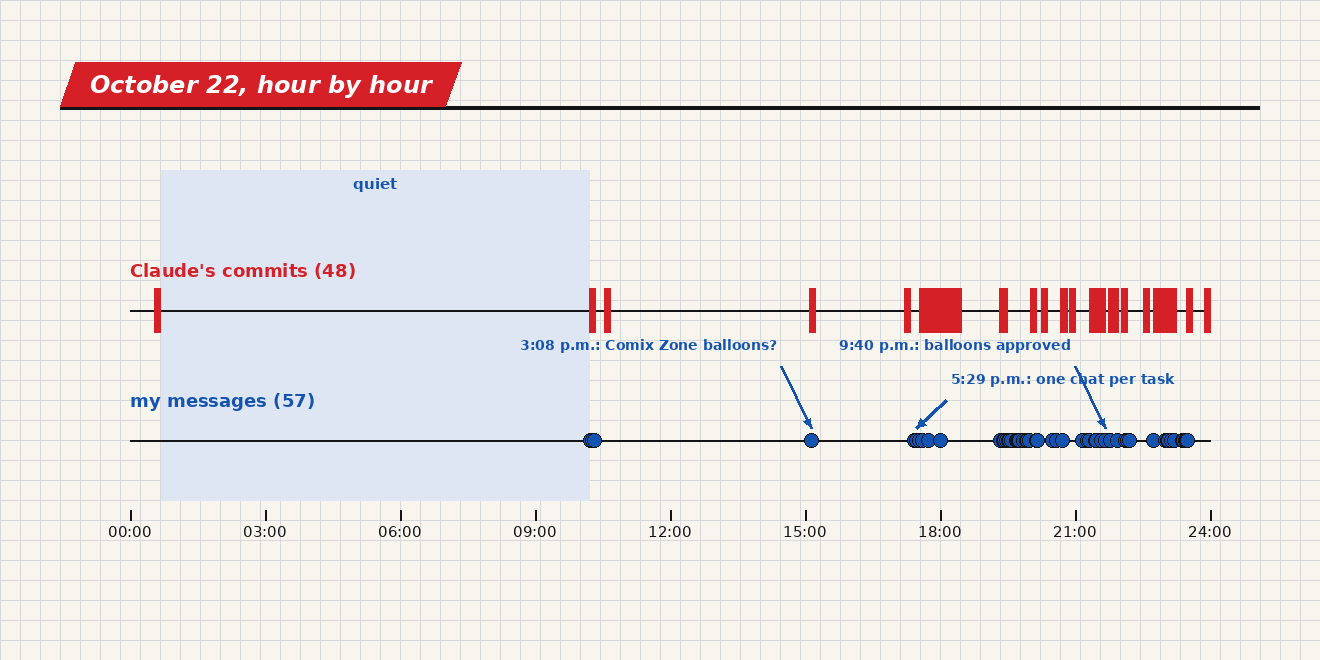 October 22, hour by hour
quiet
Claude's commits (48)
3:08 p.m.: Comix Zone balloons?
9:40 p.m.: balloons approved
5:29 p.m.: one chat per task
my messages (57)
00:00
03:00
06:00
09:00
12:00
15:00
18:00
21:00
24:00